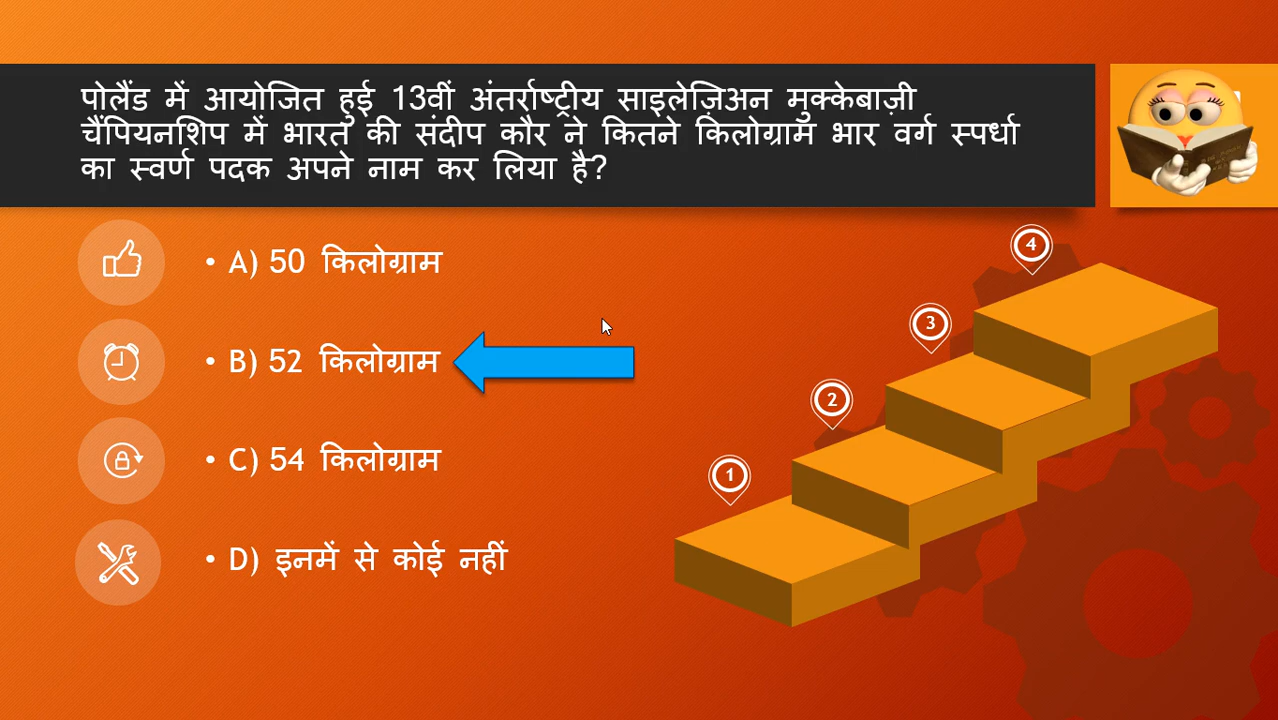 पोलैंड में आयोजित हुई 13वीं अंतर्राष्ट्रीय साइलेज़िअन मुक्केबाज़ी
चैंपियनशिप में भारत की संदीप कौर ने कितने किलोग्राम भार वर्ग स्पर्धा
का स्वर्ण पदक अपने नाम कर लिया है?
• A) 50 किलोग्राम
• B) 52 किलोग्राम
• C) 54 किलोग्राम
• D) इनमें से कोई नहीं
4
3
2
1